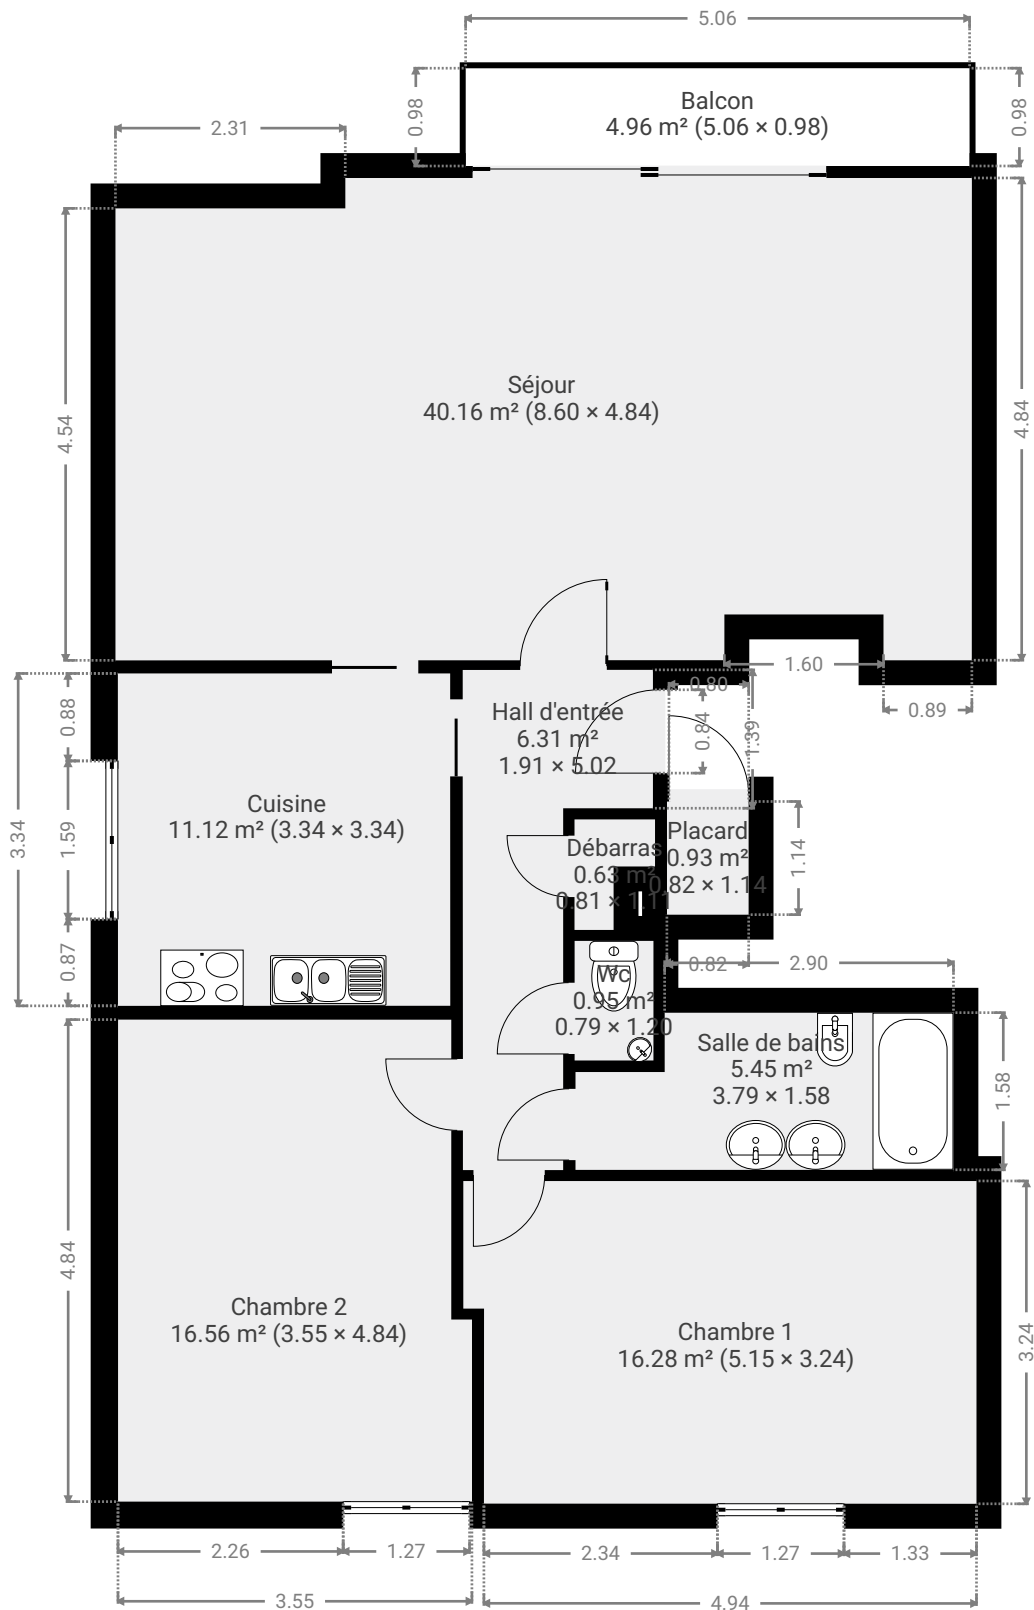 5.06
0.98
Balcon
4.96 m² (5.06 × 0.98)
0.98
2.31
4.54
Séjour
40.16 m² (8.60 × 4.84)
4.84
1.60
0.89
0.80
0.84
1.39
Hall d'entrée
6.31 m²
1.91 × 5.02
0.88
3.34
1.59
0.87
Cuisine
11.12 m² (3.34 × 3.34)
Débarras
0.63 m²
0.81 × 1.11
Placard
0.93 m²
0.82 × 1.14
1.14
0.82
2.90
Wc
0.95 m²
0.79 × 1.20
Salle de bains
5.45 m²
3.79 × 1.58
1.58
4.84
Chambre 2
16.56 m² (3.55 × 4.84)
Chambre 1
16.28 m² (5.15 × 3.24)
3.24
2.26
1.27
2.34
1.27
1.33
3.55
4.94